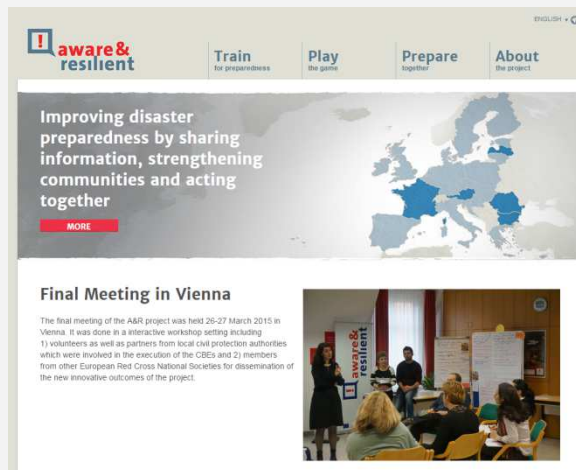 ENGLISH
!
aware&
resilient
Train
for preparedness
Play
the game
Prepare
together
About
the project
Improving disaster
preparedness by sharing
information, strengthening
communities and acting
together
MORE
Final Meeting in Vienna
The final meeting of the A&R project was held 26-27 March 2015 in
Vienna. It was done in a interactive workshop setting including
1) volunteers as well as partners from local civil protection authorities
which were involved in the execution of the CBEs and 2) members
from other European Red Cross National Societies for dissemination of
the new innovative outcomes of the project.
aware&
resilient